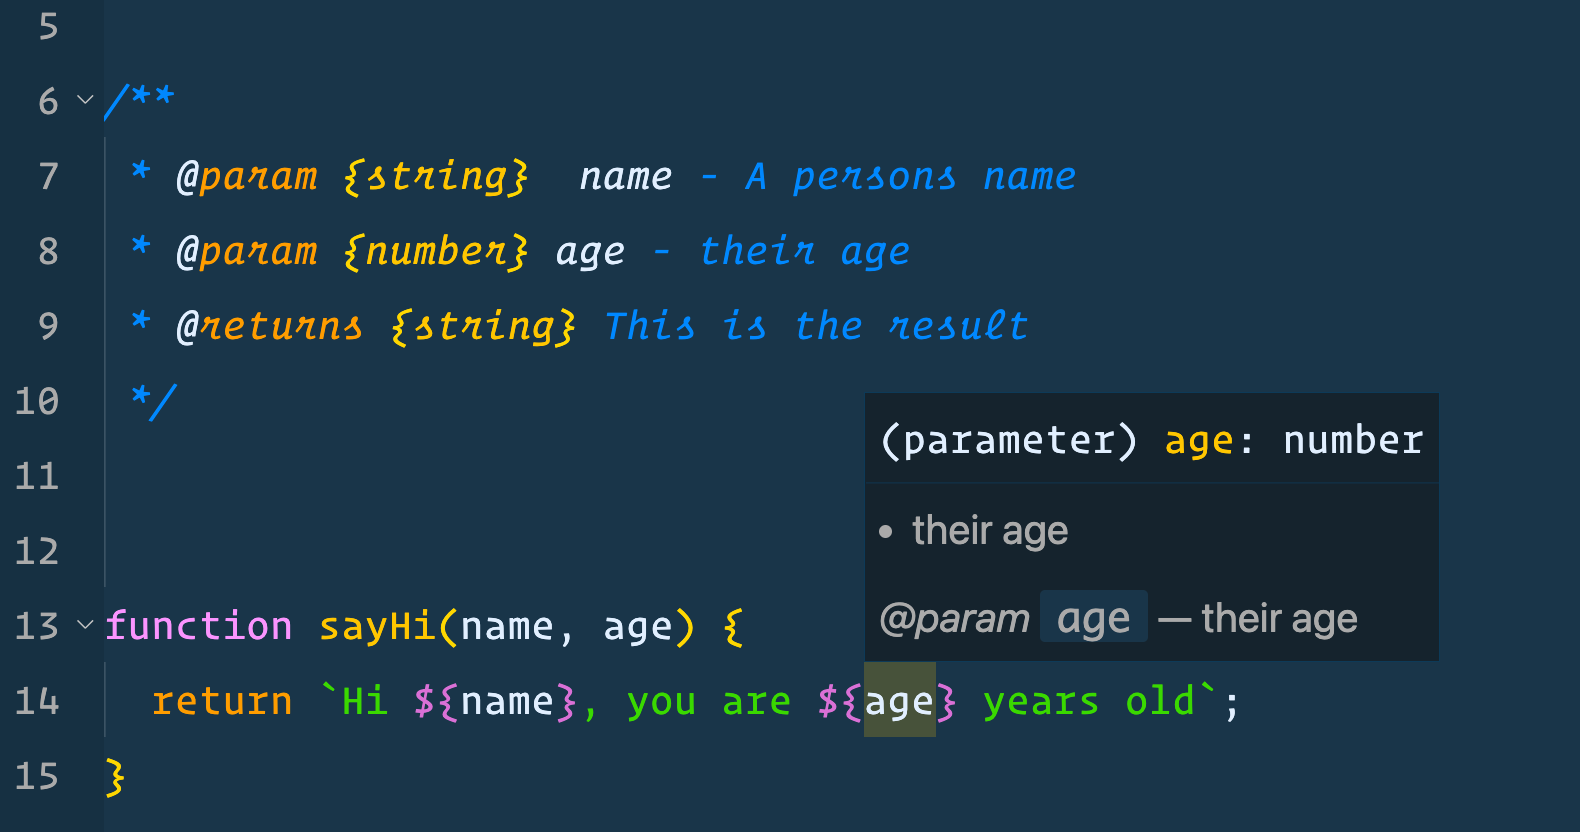 5
6 /**
7 * @param {string}  name - A persons name
8 * @param {number} age - their age
9 * @returns {string} This is the result
10 */
11
12
13 function sayHi(name, age) {
14 return `Hi ${name}, you are ${age} years old`;
15 }
(parameter) age: number
• their age
@param age — their age